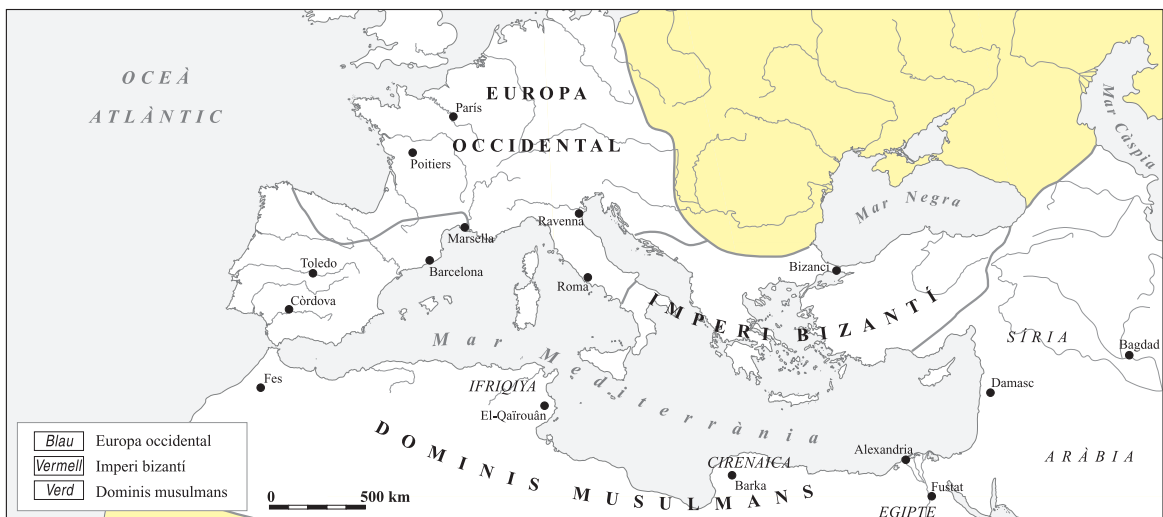 OCEÀ
ATLÀNTIC
EUROPA
OCCIDENTAL
París
Poitiers
Marsella
Ravenna
Toledo
Barcelona
Roma
Còrdova
Mar Càspia
Mar Negra
Bizanci
IMPERI BIZANTÍ
SÍRIA
Bagdad
Mar Mediterrània
Fes
IFRIQIYA
El-Qaïrouân
Damasc
DOMINIS MUSULMANS
CIRENAICA
Barka
Alexandria
ARÀBIA
Fustat
EGIPTE
Blau Europa occidental
Vermell Imperi bizantí
Verd Dominis musulmans
0 500 km